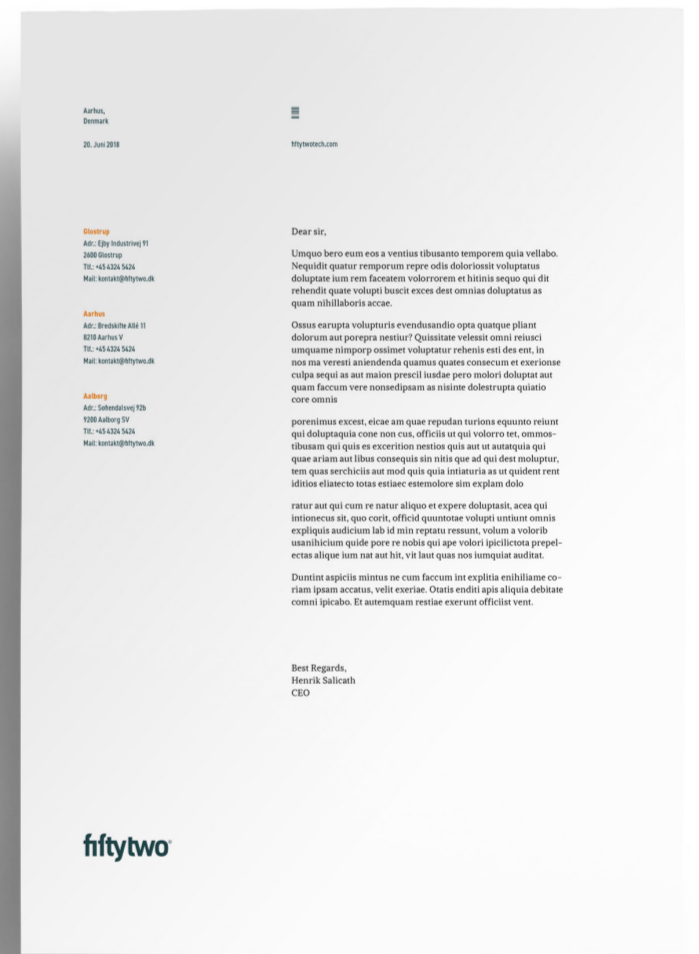 Aarhus,
Denmark
20. Juni 2018
fiftytwotech.com
Glostrup
Adr.: Ejby Industrivej 91
2600 Glostrup
Tlf.: +45 4324 5424
Mail: kontakt@fiftytwo.dk
Aarhus
Adr.: Bredskifte Allé 11
8210 Aarhus V
Tlf.: +45 4324 5424
Mail: kontakt@fiftytwo.dk
Aalborg
Adr.: Sofiendalsvej 92b
9200 Aalborg SV
Tlf.: +45 4324 5424
Mail: kontakt@fiftytwo.dk
Dear sir,
Umquo bero eum eos a ventius tibusanto temporem quia vellabo.
Nequidit quatur remporum repre odis doloriossit voluptatus
doluptate ium rem faceatem volorrorem et hitinis sequo qui dit
rehendit quate volupti buscit exces dest omnias doluptatus as
quam nihillaboris accae.
Ossus earupta volupturis evendusandio opta quatque pliant
dolorum aut porepra nestiur? Quissitate velessit omni reiusci
umquame nimporp ossimet voluptatur rehenis esti des ent, in
nos ma veresti aniendenda quamus quates consecum et exerionse
culpa sequi as aut maion prescil iusdae pero molori doluptat aut
quam faccum vere nonsedipsam as nisinte dolestrupta quiatio
core omnis
porenimus excest, eicae am quae repudan turions equunto reiunt
qui doluptaquia cone non cus, officiis ut qui volorro tet, ommos-
tibusam qui quis es excerition nestios quis aut ut autatquia qui
quae ariam aut libus consequis sin nitis que ad qui dest moluptur,
tem quas serchiciis aut mod quis quia intiaturia as ut quident rent
iditios eliatecto totas estiaec estemolore sim explam dolo
ratur aut qui cum re natur aliquo et expere doluptasit, acea qui
intionecus sit, quo corit, officid quuntotae volupti untiunt omnis
expliquis audicium lab id min reptatu ressunt, volum a volorib
usanihicium quide pore re nobis qui ape velori ipicilictota prepel-
ectas alique ium nat aut hit, vit laut quas nos iumquiat auditat.
Duntint aspiciis mintus ne cum faccum int explitia enihiliame co-
riam ipsam accatus, velit exeriae. Otatis enditi apis aliquia debitate
comni ipicabo. Et autemquam restiae exerunt officiist vent.
Best Regards,
Henrik Salicath
CEO
fiftytwo